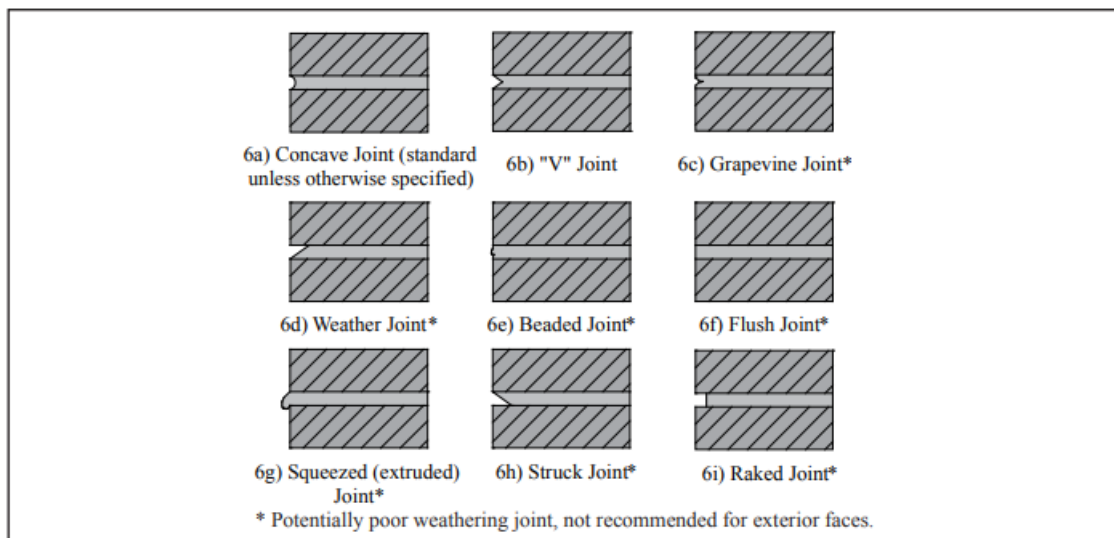 6a) Concave Joint (standard
unless otherwise specified)
6b) "V" Joint
6c) Grapevine Joint*
6d) Weather Joint*
6e) Beaded Joint*
6f) Flush Joint*
6g) Squeezed (extruded)
Joint*
6h) Struck Joint*
6i) Raked Joint*
* Potentially poor weathering joint, not recommended for exterior faces.